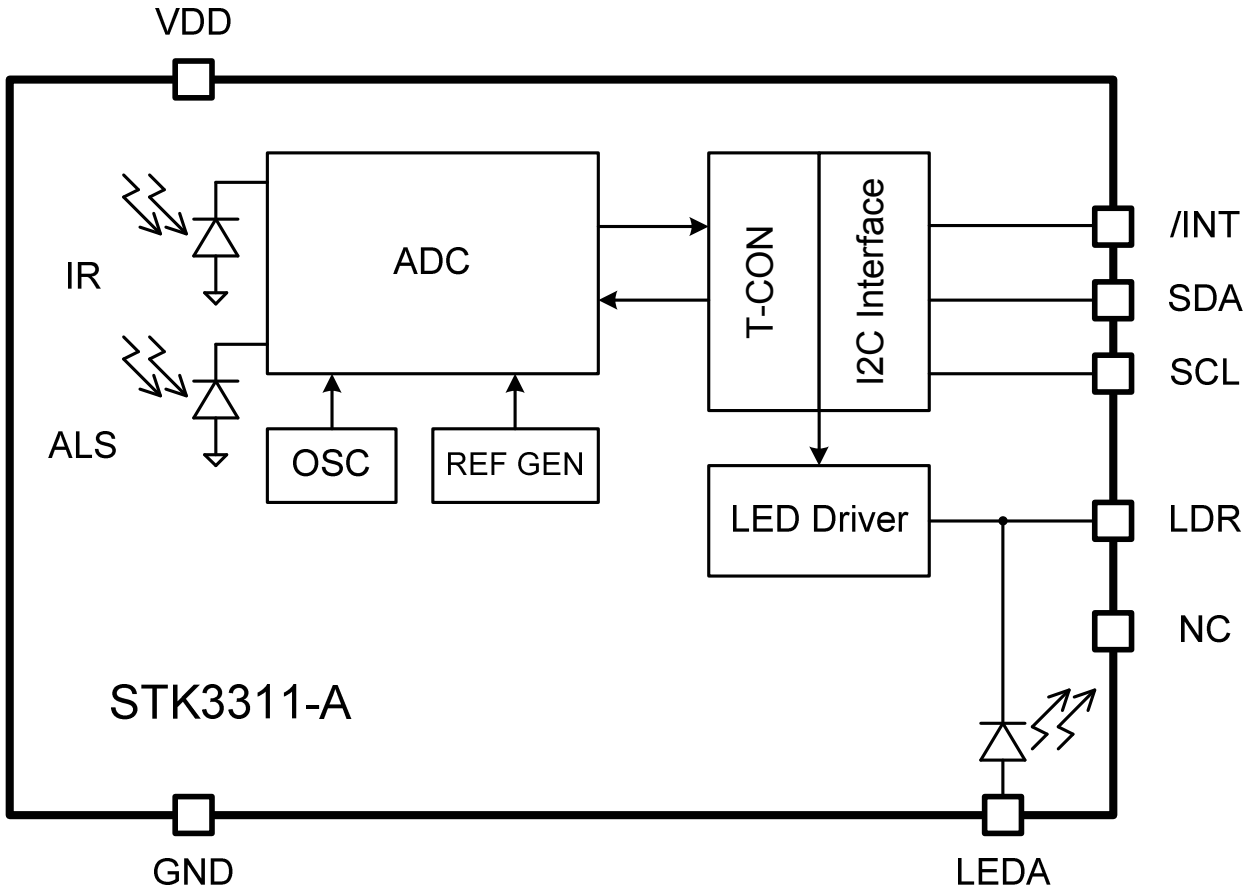 VDD
IR
ALS
ADC
OSC
REF GEN
T-CON
I2C Interface
LED Driver
/INT
SDA
SCL
LDR
NC
STK3311-A
GND
LEDA